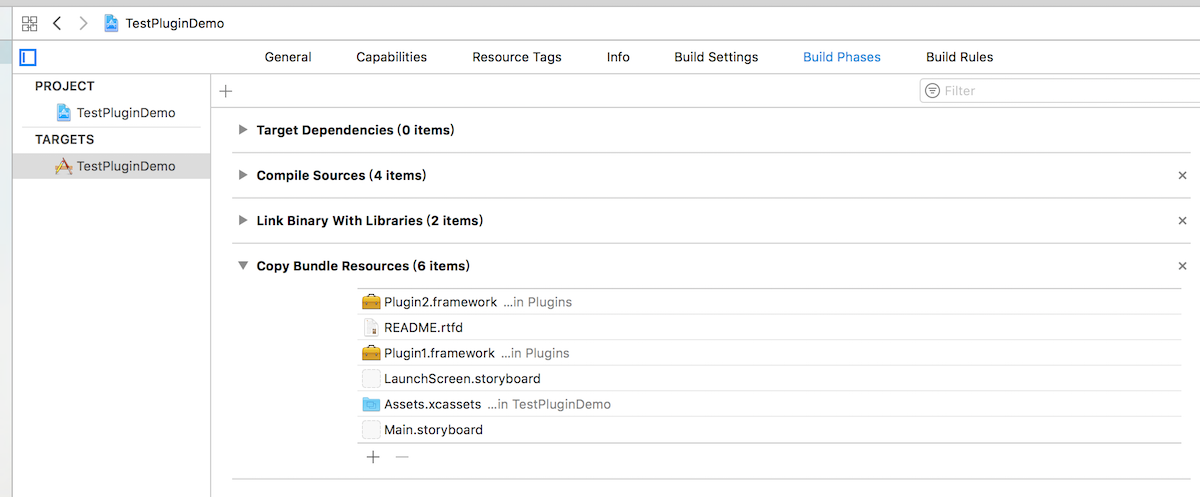 TestPluginDemo
General Capabilities Resource Tags Info Build Settings Build Phases Build Rules
PROJECT
TestPluginDemo
TARGETS
TestPluginDemo
Filter
Target Dependencies (0 items)
Compile Sources (4 items)
Link Binary With Libraries (2 items)
Copy Bundle Resources (6 items)
Plugin2.framework ...in Plugins
README.rtfd
Plugin1.framework ...in Plugins
LaunchScreen.storyboard
Assets.xcassets ...in TestPluginDemo
Main.storyboard